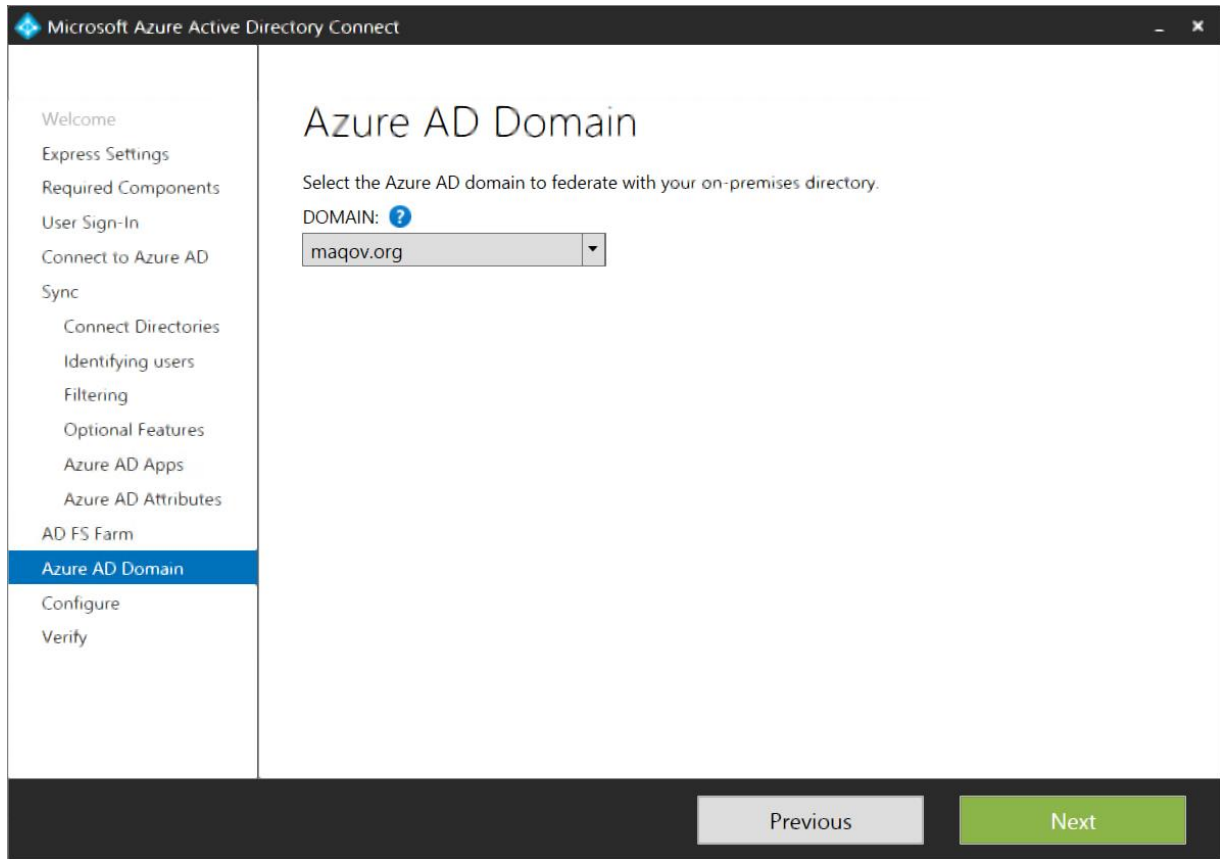 Microsoft Azure Active Directory Connect
Welcome
Express Settings
Required Components
User Sign-In
Connect to Azure AD
Sync
Connect Directories
Identifying users
Filtering
Optional Features
Azure AD Apps
Azure AD Attributes
AD FS Farm
Azure AD Domain
Configure
Verify
Azure AD Domain
Select the Azure AD domain to federate with your on-premises directory.
DOMAIN: ?
maqov.org
Previous
Next